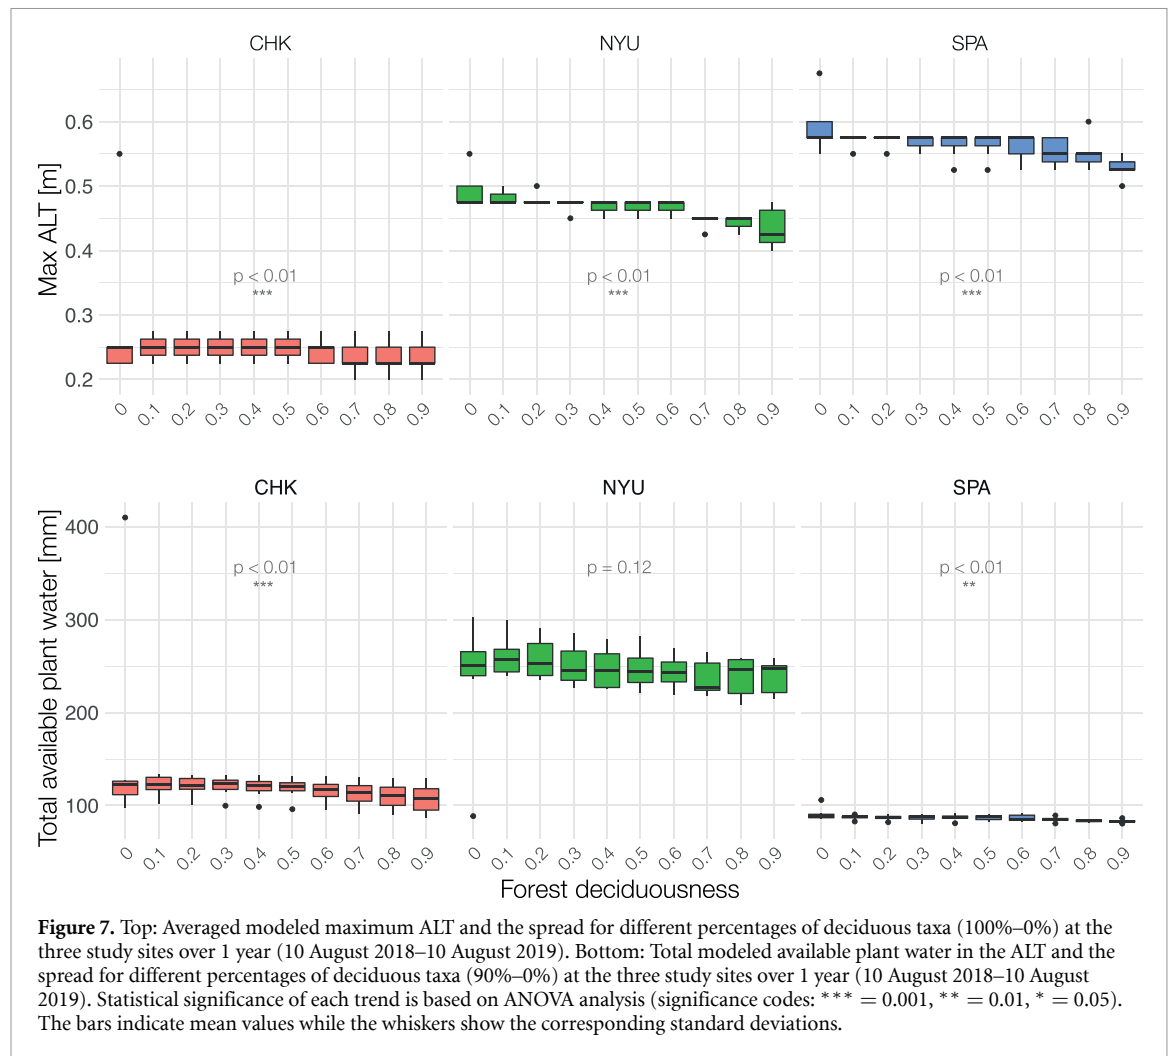 CHK NYU SPA
Max ALT [m]
0.6
0.5
0.4
0.3
0.2
p < 0.01 p < 0.01 p < 0.01
*** *** ***
0 0.1 0.2 0.3 0.4 0.5 0.6 0.7 0.8 0.9 0 0.1 0.2 0.3 0.4 0.5 0.6 0.7 0.8 0.9 0 0.1 0.2 0.3 0.4 0.5 0.6 0.7 0.8 0.9
CHK NYU SPA
Total available plant water [mm]
400
300
200
100
p < 0.01 p = 0.12 p < 0.01
*** **
0 0.1 0.2 0.3 0.4 0.5 0.6 0.7 0.8 0.9 0 0.1 0.2 0.3 0.4 0.5 0.6 0.7 0.8 0.9 0 0.1 0.2 0.3 0.4 0.5 0.6 0.7 0.8 0.9
Forest deciduousness
Figure 7. Top: Averaged modeled maximum ALT and the spread for different percentages of deciduous taxa (100%–0%) at the
three study sites over 1 year (10 August 2018–10 August 2019). Bottom: Total modeled available plant water in the ALT and the
spread for different percentages of deciduous taxa (90%–0%) at the three study sites over 1 year (10 August 2018–10 August
2019). Statistical significance of each trend is based on ANOVA analysis (significance codes: *** = 0.001, ** = 0.01, * = 0.05).
The bars indicate mean values while the whiskers show the corresponding standard deviations.